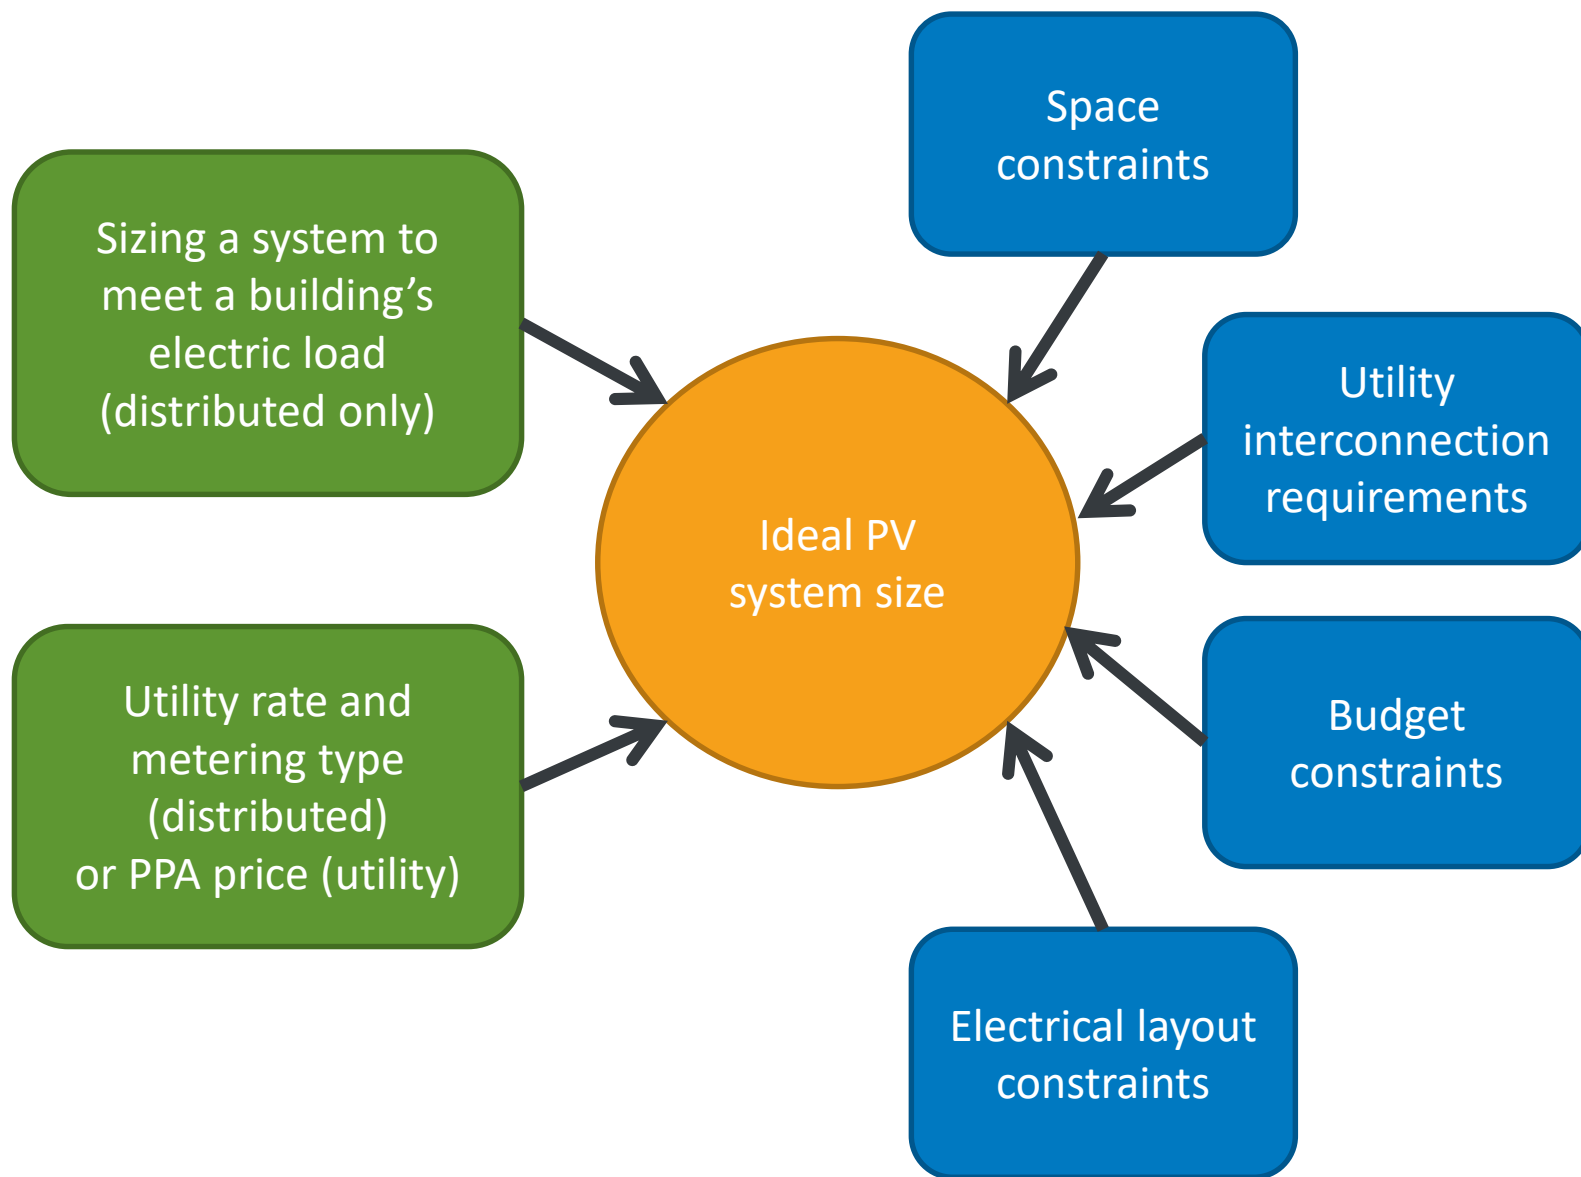 Space
constraints
Sizing a system to
meet a building’s
electric load
(distributed only)
Utility
interconnection
requirements
Ideal PV
system size
Utility rate and
metering type
(distributed)
or PPA price (utility)
Budget
constraints
Electrical layout
constraints